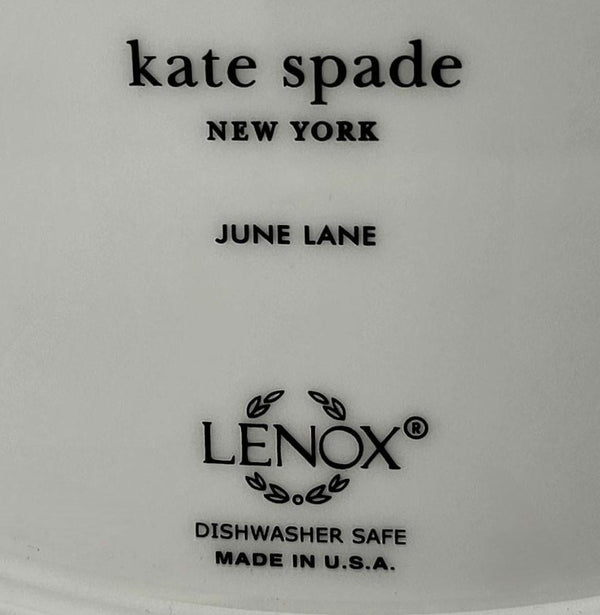 kate spade
NEW YORK
JUNE LANE
LENOX®
DISHWASHER SAFE
MADE IN U.S.A.